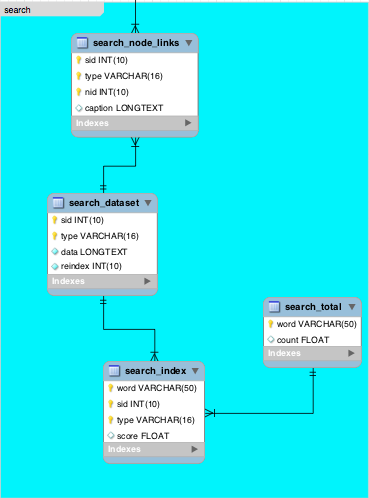 search
search_node_links
sid INT(10)
type VARCHAR(16)
nid INT(10)
caption LONGTEXT
Indexes
search_dataset
sid INT(10)
type VARCHAR(16)
data LONGTEXT
reindex INT(10)
Indexes
search_total
word VARCHAR(50)
count FLOAT
Indexes
search_index
word VARCHAR(50)
sid INT(10)
type VARCHAR(16)
score FLOAT
Indexes